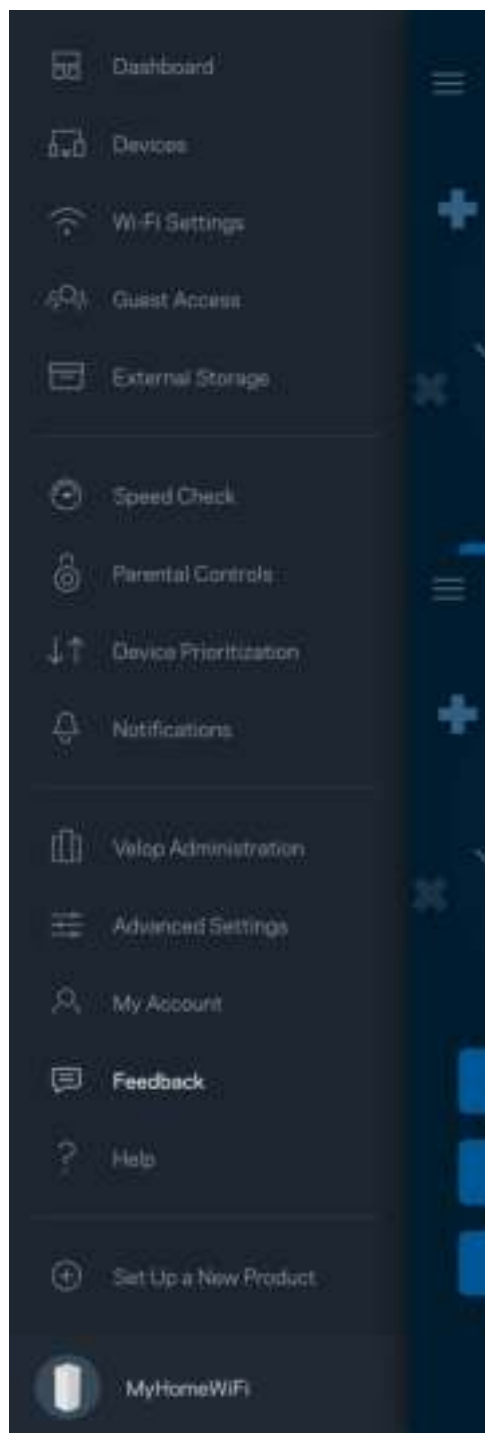 Dashboard
Devices
Wi-Fi Settings
Guest Access
External Storage
Speed Check
Parental Controls
Device Prioritization
Notifications
Velop Administration
Advanced Settings
My Account
Feedback
Help
Set Up a New Product
MyHomeWiFi